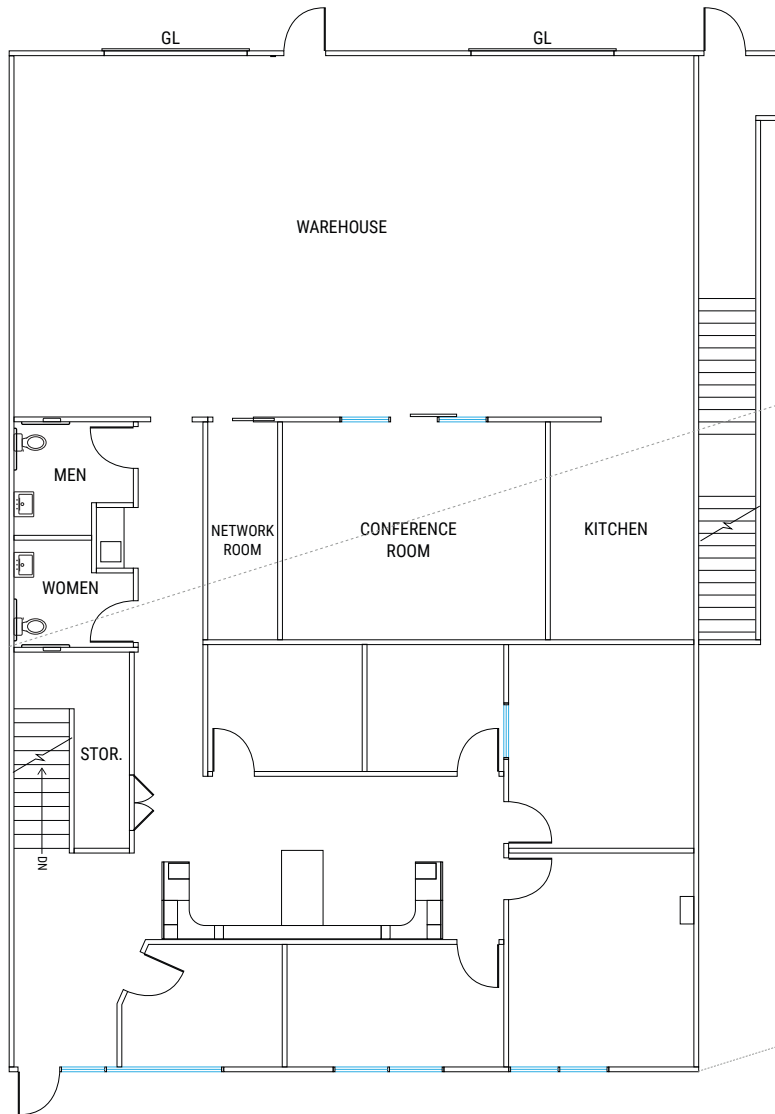 GL
GL
WAREHOUSE
MEN
NETWORK
ROOM
CONFERENCE
ROOM
KITCHEN
WOMEN
STOR.
DN